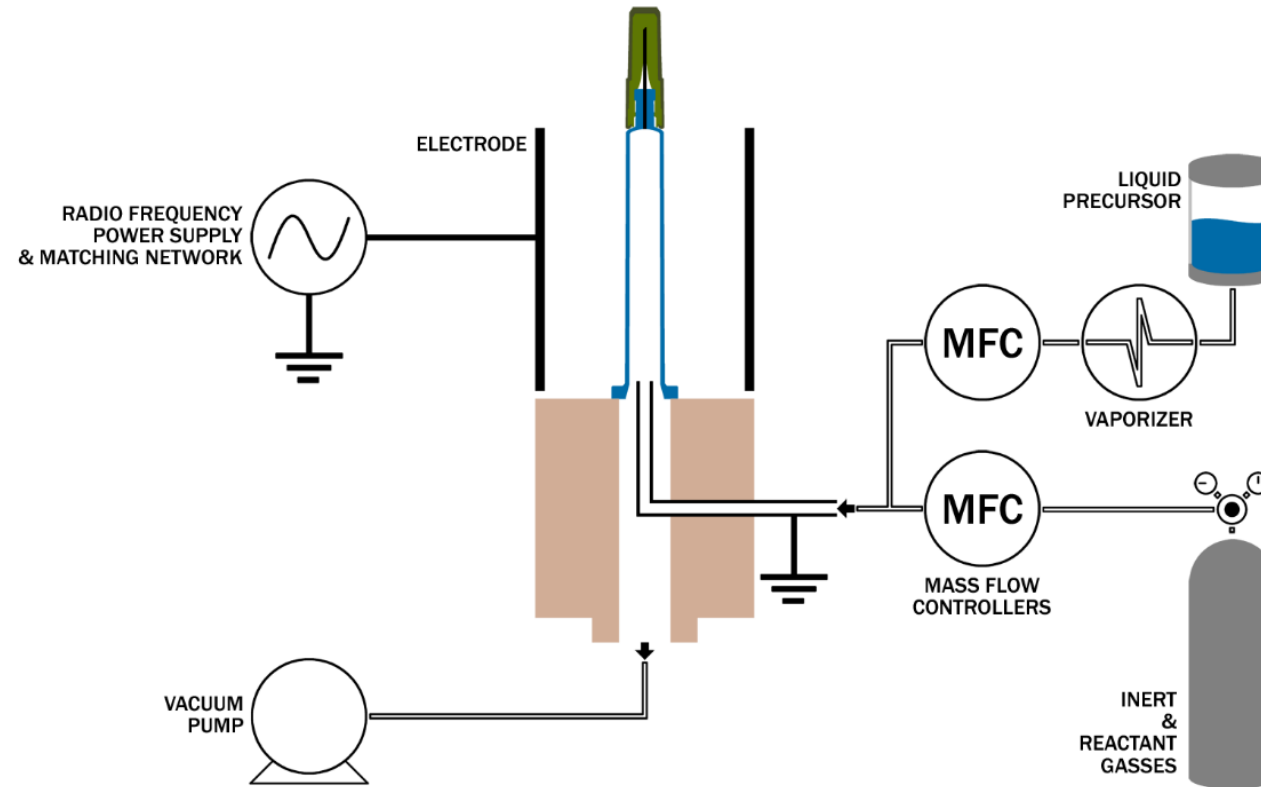 ELECTRODE
RADIO FREQUENCY
POWER SUPPLY
& MATCHING NETWORK
LIQUID
PRECURSOR
MFC
VAPORIZER
MFC
MASS FLOW
CONTROLLERS
VACUUM
PUMP
INERT
&
REACTANT
GASSES